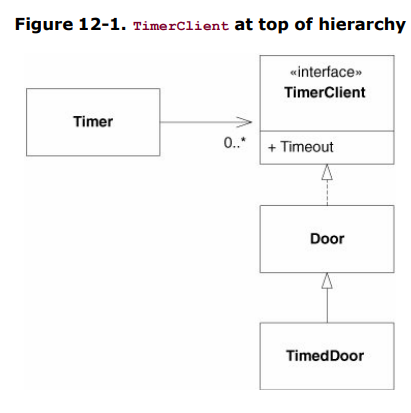 Figure 12-1. TimerClient at top of hierarchy
«interface»
TimerClient
Timer
0..*
+ Timeout
Door
TimedDoor